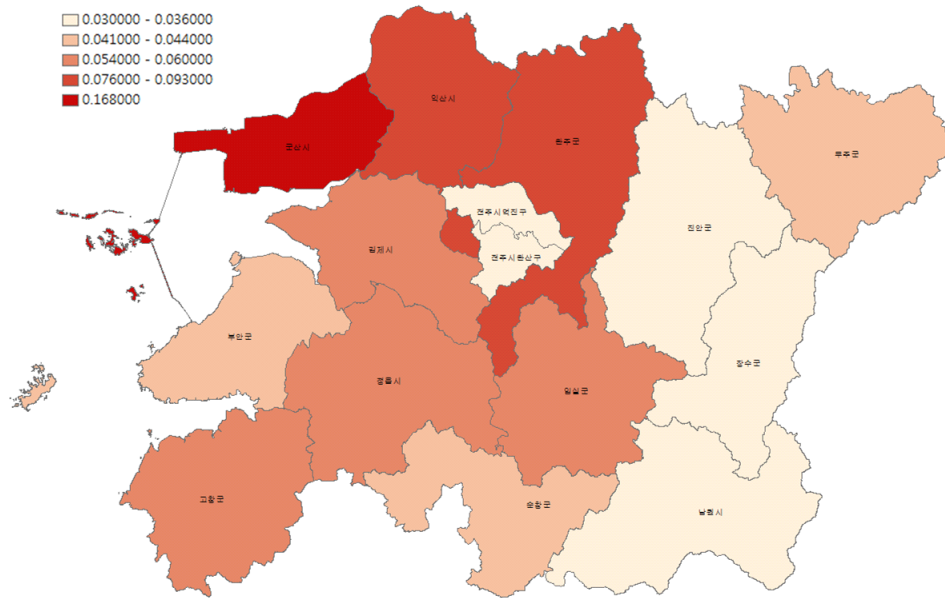 0.030000 - 0.036000
0.041000 - 0.044000
0.054000 - 0.060000
0.076000 - 0.093000
0.168000
익산시
완주군
군산시
무주군
전주시덕진구
진안군
김제시
전주시완산구
부안군
장수군
정읍시
임실군
고창군
순창군
남원시